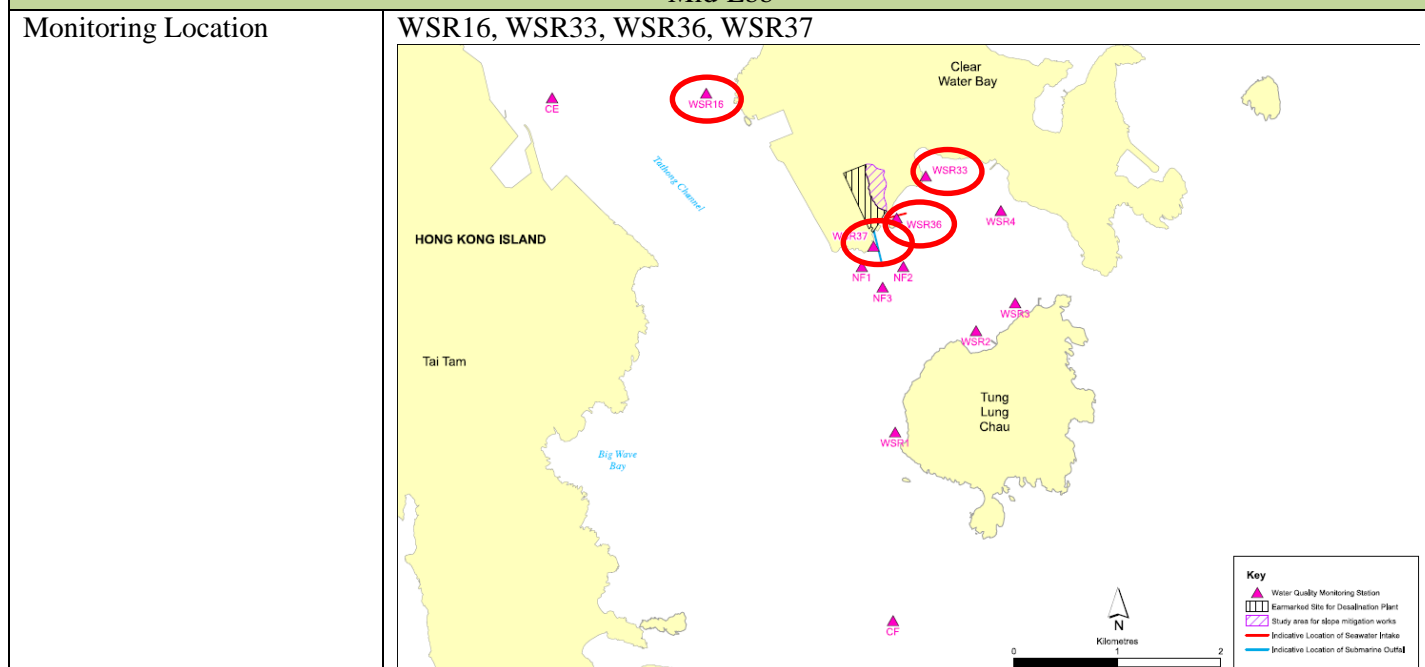 Monitoring Location
WSR16, WSR33, WSR36, WSR37
Clear
Water Bay
CE
WSR16
Tathong Channel
WSR33
WSR36
WSR4
HONG KONG ISLAND
WSR37
NF1
NF2
NF3
WSR3
WSR2
Tai Tam
Tung
Lung
Chau
WSR1
Big Wave
Bay
CF
N
Kilometres
0
1
2
Key
Water Quality Monitoring Station
Earmarked Site for Desalination Plant
Study area for slope mitigation works
Indicative Location of Seawater Intake
Indicative Location of Submarine Outfall